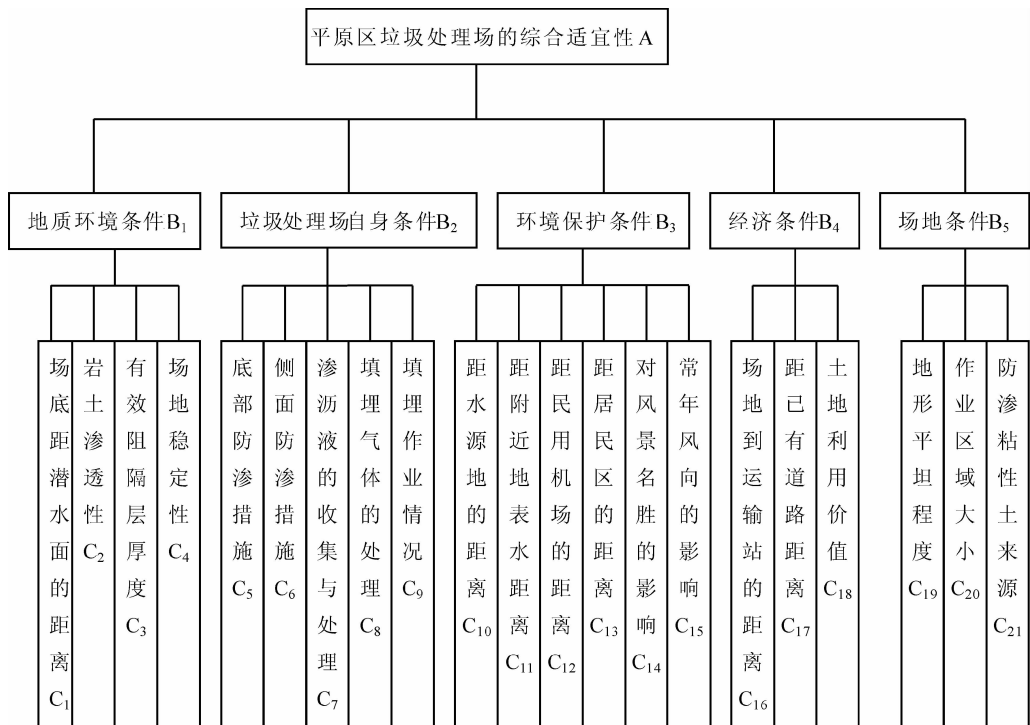 平原区垃圾处理场的综合适宜性 A
地质环境条件B₁
垃圾处理场自身条件B₂
环境保护条件B₃
经济条件B₄
场地条件B₅
场底距潜水面的距离C₁
岩土渗透性C₂
有效阻隔层厚度C₃
场地稳定性C₄
底部防渗措施C₅
侧面防渗措施C₆
渗沥液的收集与处理C₇
填埋气体的处理C₈
填埋作业情况C₉
距水源地的距离C₁₀
距附近地表水距离C₁₁
距民用机场的距离C₁₂
距居民区的距离C₁₃
对风景名胜的影响C₁₄
常年风向的影响C₁₅
场地到运输站的距离C₁₆
距已有道路距离C₁₇
土地利用价值C₁₈
地形平坦程度C₁₉
作业区域大小C₂₀
防渗粘性土来源C₂₁